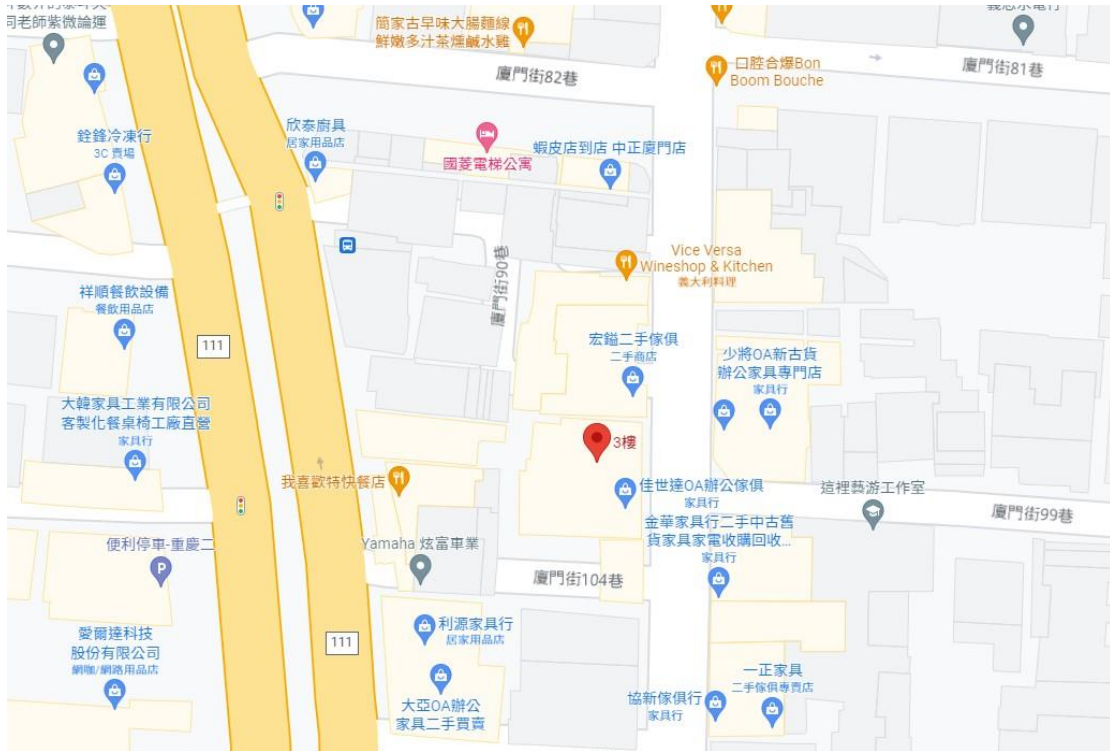 司老師紫微論運
簡家古早味大腸麵線
鮮嫩多汁茶燻鹹水雞
廈門街82巷
口腔合爆Bon
Boom Bouche
廈門街81巷
銓鋒冷凍行
3C 賣場
欣泰廚具
居家用品店
國菱電梯公寓
蝦皮店到店 中正廈門店
廈門街90巷
Vice Versa
Wineshop & Kitchen
義大利料理
祥順餐飲設備
餐飲用品店
111
宏鎰二手傢俱
二手商店
少將OA新古貨
辦公家具專門店
家具行
大韓家具工業有限公司
客製化餐桌椅工廠直營
家具行
3樓
我喜歡特快餐店
佳世達OA辦公傢俱
家具行
這裡藝游工作室
廈門街99巷
金華家具行二手中古舊
貨家具家電收購回收...
家具行
便利停車-重慶二
Yamaha 炫富車業
廈門街104巷
愛爾達科技
股份有限公司
網咖/網路用品店
111
利源家具行
居家用品店
大亞OA辦公
家具二手買賣
協新傢俱行
家具行
一正家具
二手傢俱專賣店